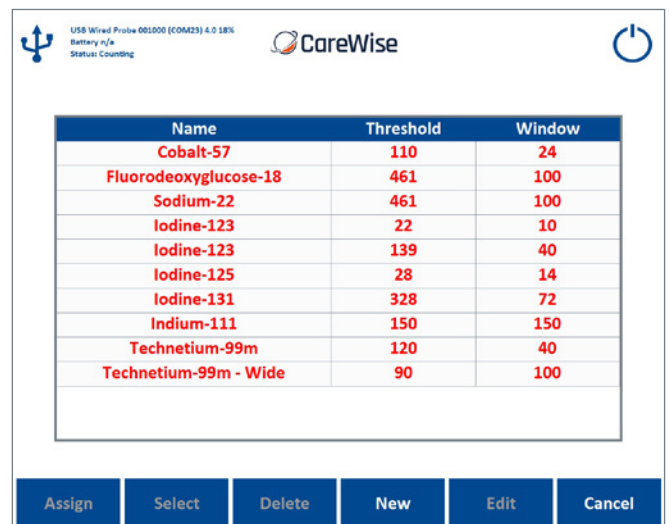 USB Wired Probe 001000 (COM23) 4.0 18%
Battery n/a
Status: Counting
CareWise
Name Threshold Window
Cobalt-57 110 24
Fluorodeoxyglucose-18 461 100
Sodium-22 461 100
Iodine-123 22 10
Iodine-123 139 40
Iodine-125 28 14
Iodine-131 328 72
Indium-111 150 150
Technetium-99m 120 40
Technetium-99m - Wide 90 100
Assign Select Delete New Edit Cancel